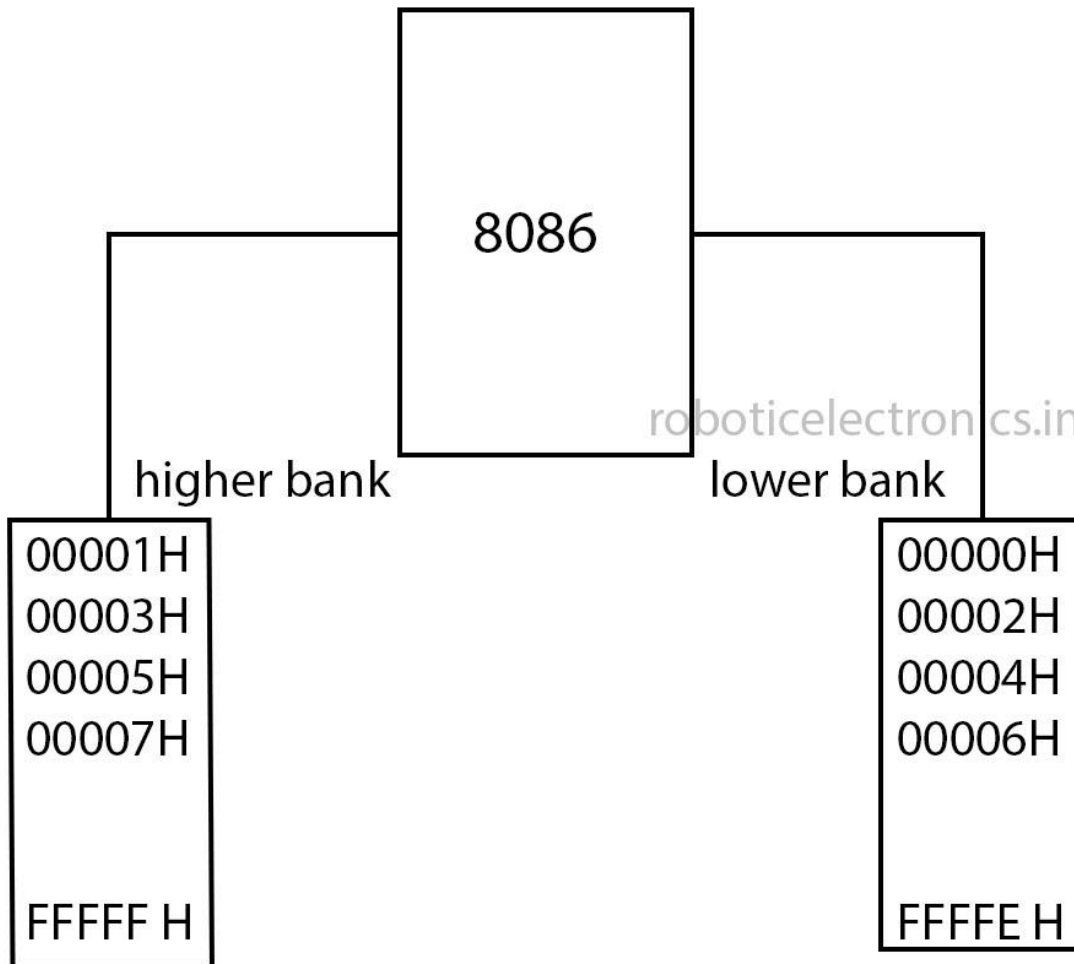 8086
roboticelectronics.in
higher bank
lower bank
00001H
00003H
00005H
00007H
FFFFF H
00000H
00002H
00004H
00006H
FFFFE H